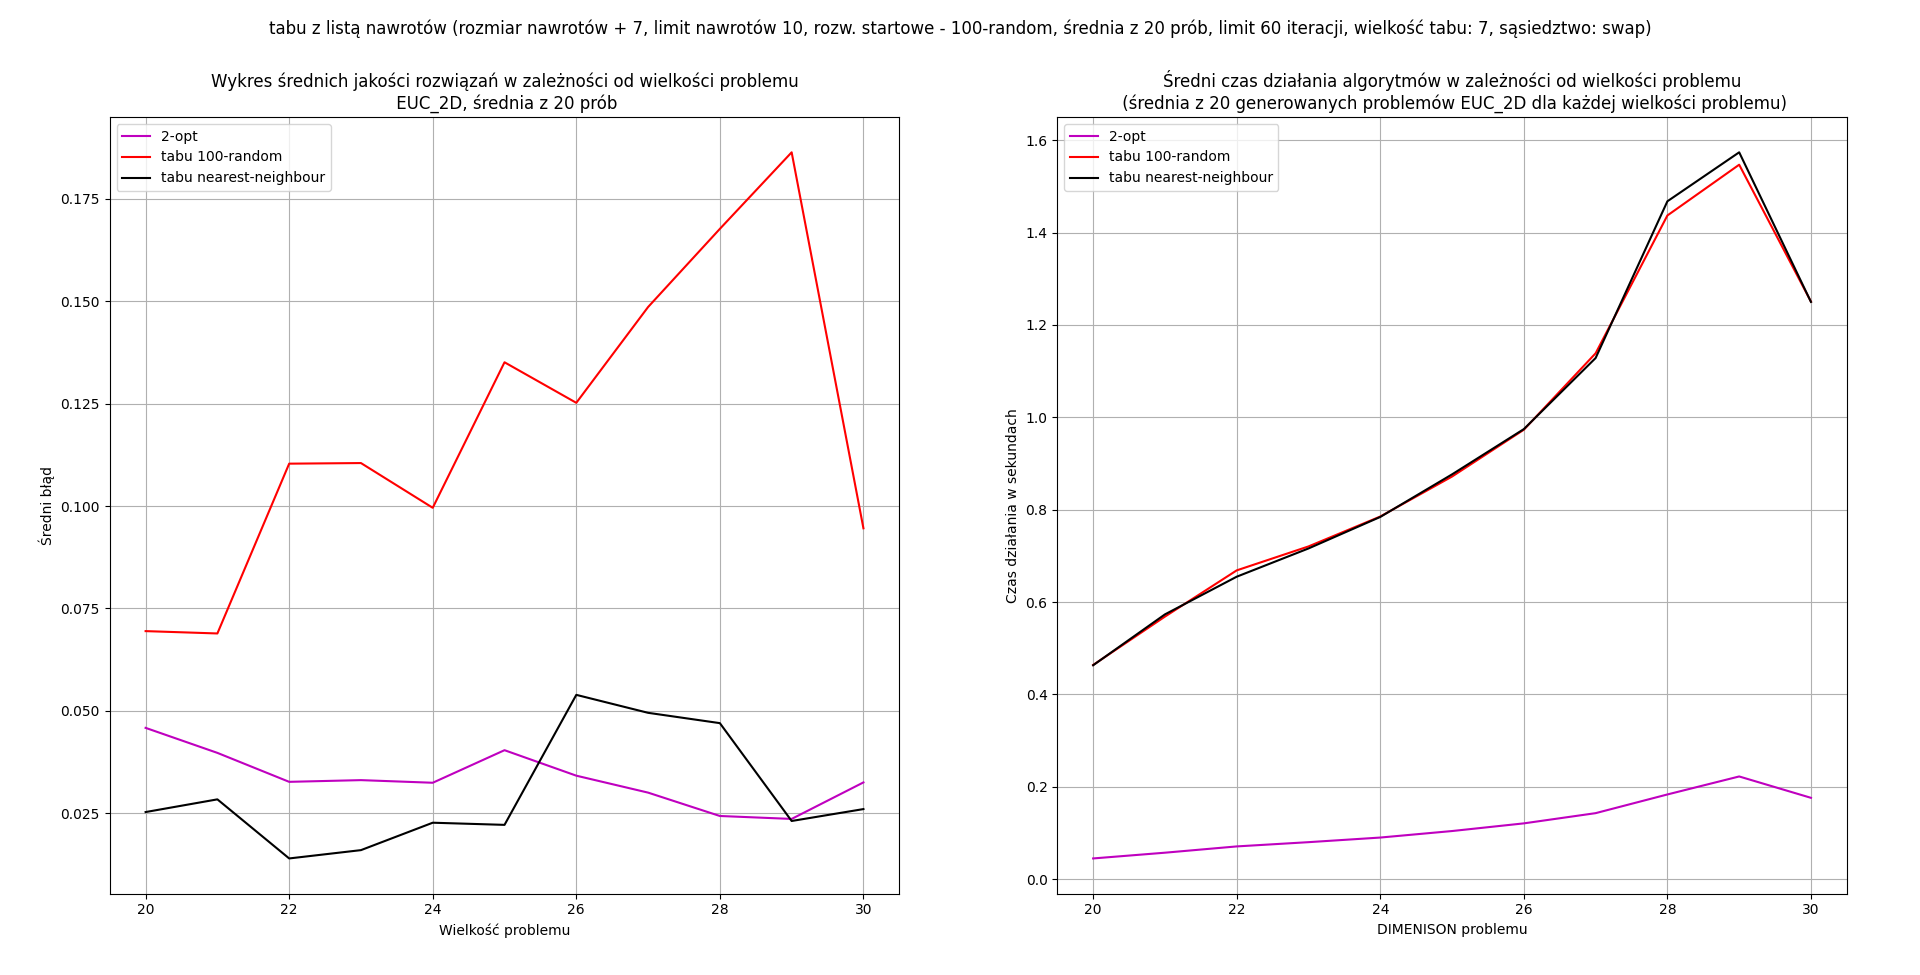 tabu z listą nawrotów (rozmiar nawrotów + 7, limit nawrotów 10, rozw. startowe - 100-random, średnia z 20 prób, limit 60 iteracji, wielkość tabu: 7, sąsiedztwo: swap)
Wykres średnich jakości rozwiązań w zależności od wielkości problemu
EUC_2D, średnia z 20 prób
2-opt
tabu 100-random
tabu nearest-neighbour
0.175
0.150
0.125
0.100
0.075
0.050
0.025
Średni błąd
20 22 24 26 28 30
Wielkość problemu
Średni czas działania algorytmów w zależności od wielkości problemu
(średnia z 20 generowanych problemów EUC_2D dla każdej wielkości problemu)
2-opt
tabu 100-random
tabu nearest-neighbour
1.6
1.4
1.2
1.0
0.8
0.6
0.4
0.2
0.0
Czas działania w sekundach
20 22 24 26 28 30
DIMENISON problemu